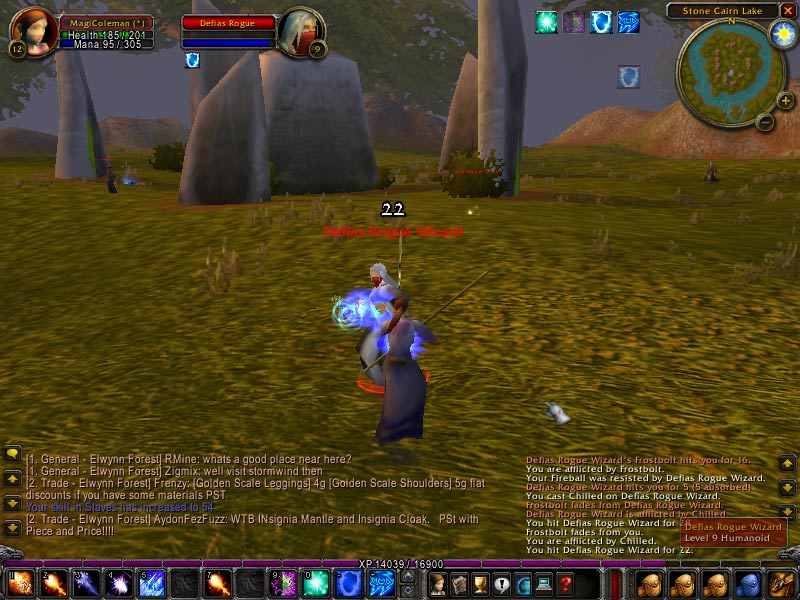 MagiColeman (*)
Health 185 / 201
Mana 95 / 305
12
Defias Rogue
9
Stone Cairn Lake
N
22
Defias Rogue Wizard
[1. General - Elwynn Forest] RMine: whats a good place near here?
[1. General - Elwynn Forest] Zigmix: well visit stormwind then
[2. Trade - Elwynn Forest] Frenzy: [Golden Scale Leggings] 4g [Golden Scale Shoulders] 5g flat
discounts if you have some materials PST
Your skill in Staves has increased to 54.
[2. Trade - Elwynn Forest] AydonFezFuzz: WTB INsignia Mantle and Insignia Cloak. PSt with
Piece and Price!!!!
Defias Rogue Wizard's Frostbolt hits you for 16.
You are afflicted by Frostbolt.
Your Fireball was resisted by Defias Rogue Wizard.
Defias Rogue Wizard hits you for 5 (5 absorbed).
You cast Chilled on Defias Rogue Wizard.
Frostbolt fades from Defias Rogue Wizard.
Defias Rogue Wizard is afflicted by Chilled.
You hit Defias Rogue Wizard for 22.
Frostbolt fades from you.
You are afflicted by Chilled.
You hit Defias Rogue Wizard for 22.
Defias Rogue Wizard
Level 9 Humanoid
XP 14039 / 16900